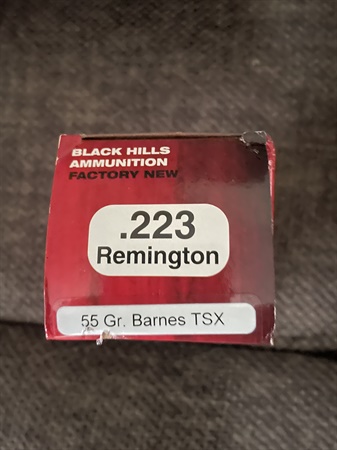 BLACK HILLS
AMMUNITION
FACTORY NEW
.223
Remington
55 Gr. Barnes TSX